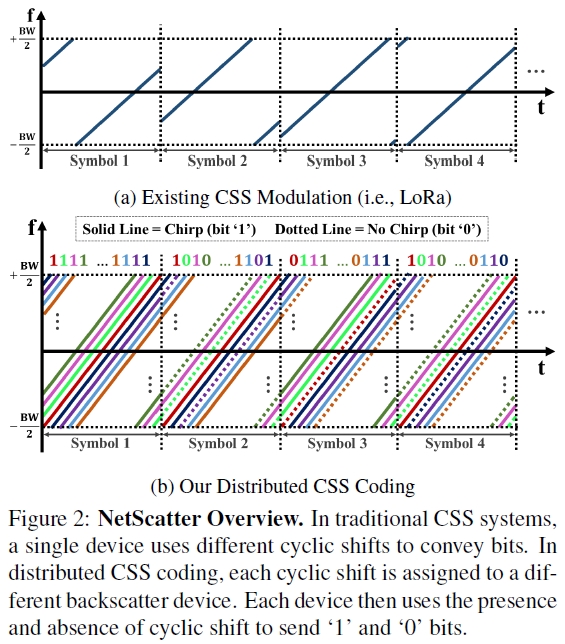 f
+BW/2
t
...
-BW/2
Symbol 1 Symbol 2 Symbol 3 Symbol 4
(a) Existing CSS Modulation (i.e., LoRa)
f
Solid Line = Chirp (bit ‘1’) Dotted Line = No Chirp (bit ‘0’)
1111 ...1111 1010 ...1101 0111 ...0111 1010 ...0110
+BW/2
...
t
-BW/2
Symbol 1 Symbol 2 Symbol 3 Symbol 4
(b) Our Distributed CSS Coding
Figure 2: NetScatter Overview. In traditional CSS systems,
a single device uses different cyclic shifts to convey bits. In
distributed CSS coding, each cyclic shift is assigned to a dif-
ferent backscatter device. Each device then uses the presence
and absence of cyclic shift to send ‘1’ and ‘0’ bits.